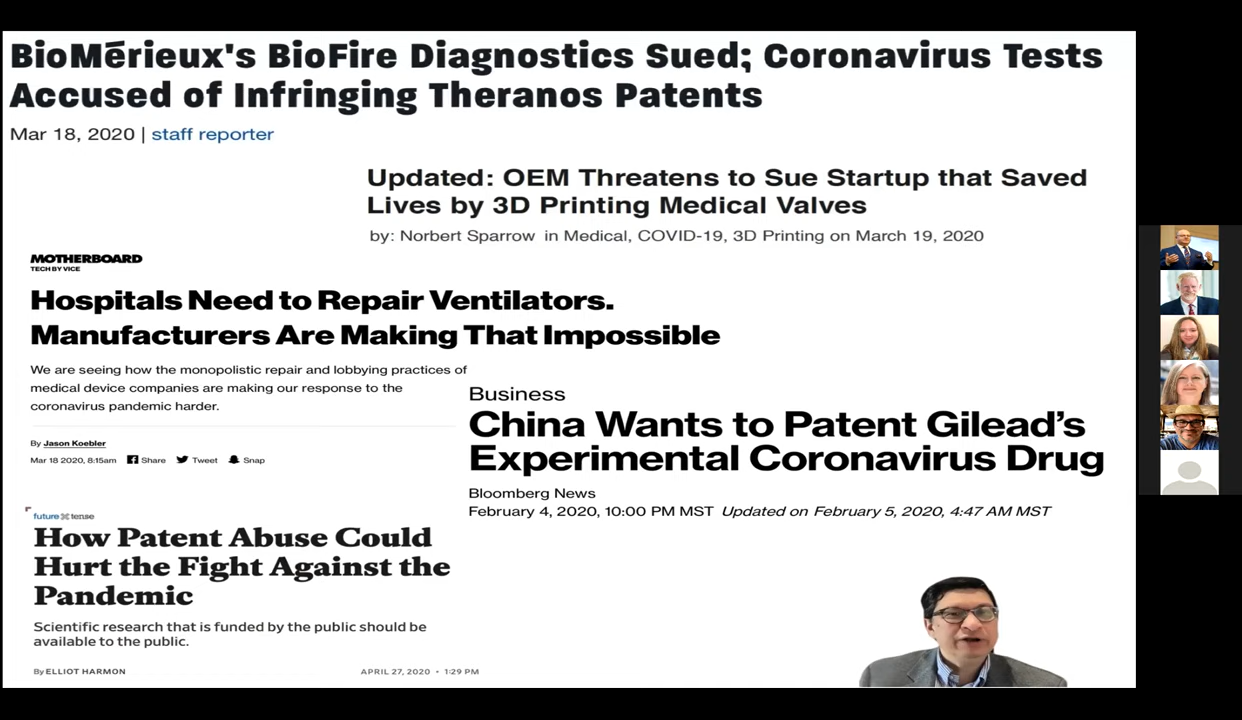 BioMérieux's BioFire Diagnostics Sued; Coronavirus Tests
Accused of Infringing Theranos Patents
Mar 18, 2020 | staff reporter
Updated: OEM Threatens to Sue Startup that Saved
Lives by 3D Printing Medical Valves
by: Norbert Sparrow in Medical, COVID-19, 3D Printing on March 19, 2020
MOTHERBOARD
TECH BY VICE
Hospitals Need to Repair Ventilators.
Manufacturers Are Making That Impossible
We are seeing how the monopolistic repair and lobbying practices of
medical device companies are making our response to the
coronavirus pandemic harder.
By Jason Koebler
Mar 18 2020, 8:15am Share Tweet Snap
Business
China Wants to Patent Gilead's
Experimental Coronavirus Drug
Bloomberg News
February 4, 2020, 10:00 PM MST Updated on February 5, 2020, 4:47 AM MST
future tense
How Patent Abuse Could
Hurt the Fight Against the
Pandemic
Scientific research that is funded by the public should be
available to the public.
By ELLIOT HARMON APRIL 27, 2020 • 1:29 PM